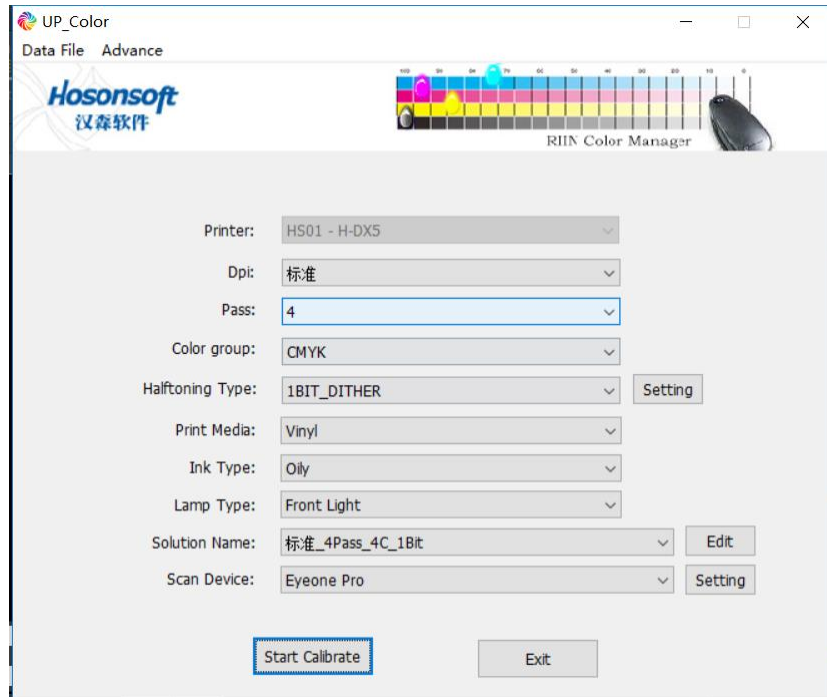 UP_Color
Data File Advance
Hosonsoft
汉森软件
RIIN Color Manager
Printer: HS01 - H-DX5
Dpi: 标准
Pass: 4
Color group: CMYK
Halftoning Type: 1BIT_DITHER Setting
Print Media: Vinyl
Ink Type: Oily
Lamp Type: Front Light
Solution Name: 标准_4Pass_4C_1Bit Edit
Scan Device: Eyeone Pro Setting
Start Calibrate Exit